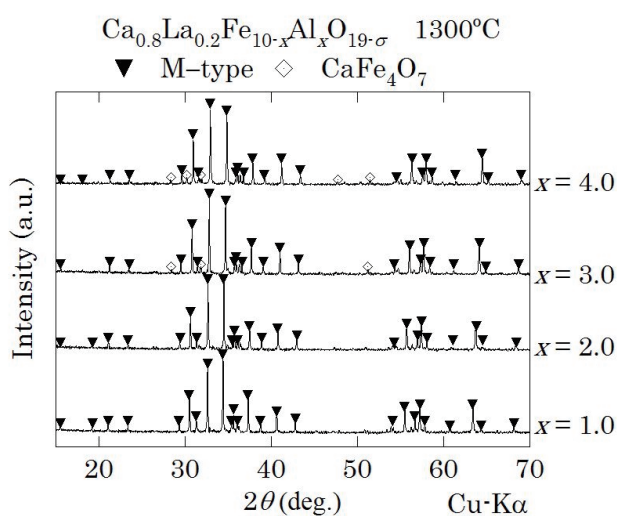 Ca₀.₈La₀.₂Fe₁₀₋ₓAlₓO₁₉₋σ 1300ºC
▼ M–type ◇ CaFe₄O₇
Intensity (a.u.)
x = 4.0
x = 3.0
x = 2.0
x = 1.0
20 30 40 50 60 70
2θ (deg.) Cu-Kα